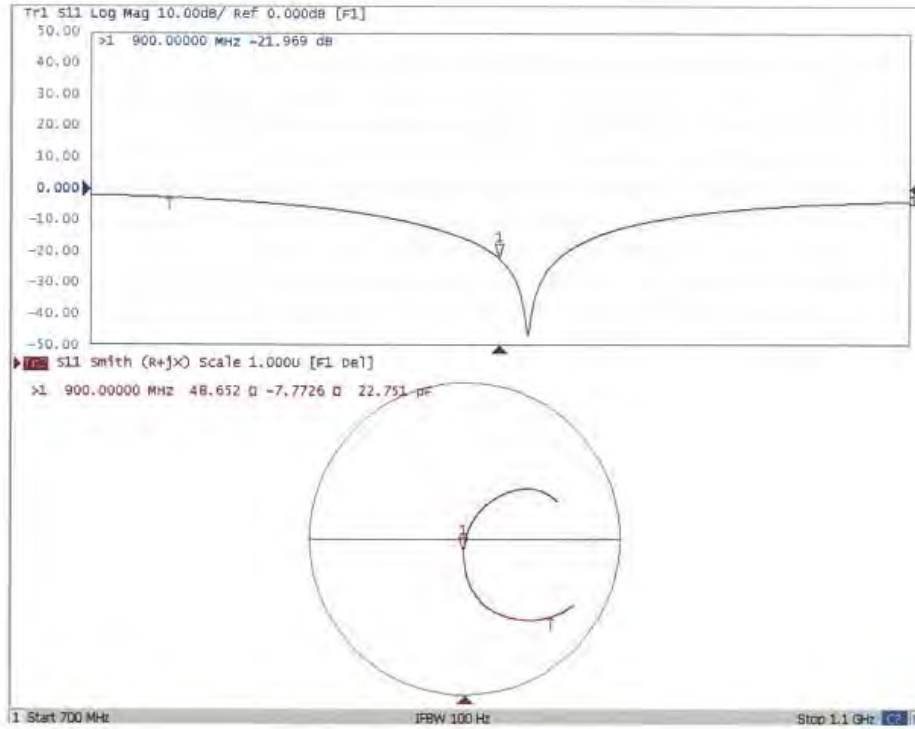 Tr1 S11 Log Mag 10.00dB/ Ref 0.000dB [F1]
50.00
>1 900.00000 MHz -21.969 dB
40.00
30.00
20.00
10.00
0.000
-10.00
-20.00
1
-30.00
-40.00
-50.00
S11 Smith (R+jX) Scale 1.000U [F1 Del]
>1 900.00000 MHz 48.652 Ω -7.7726 Ω 22.751 pF
1
1 Start 700 MHz
IFBW 100 Hz
Stop 1.1 GHz